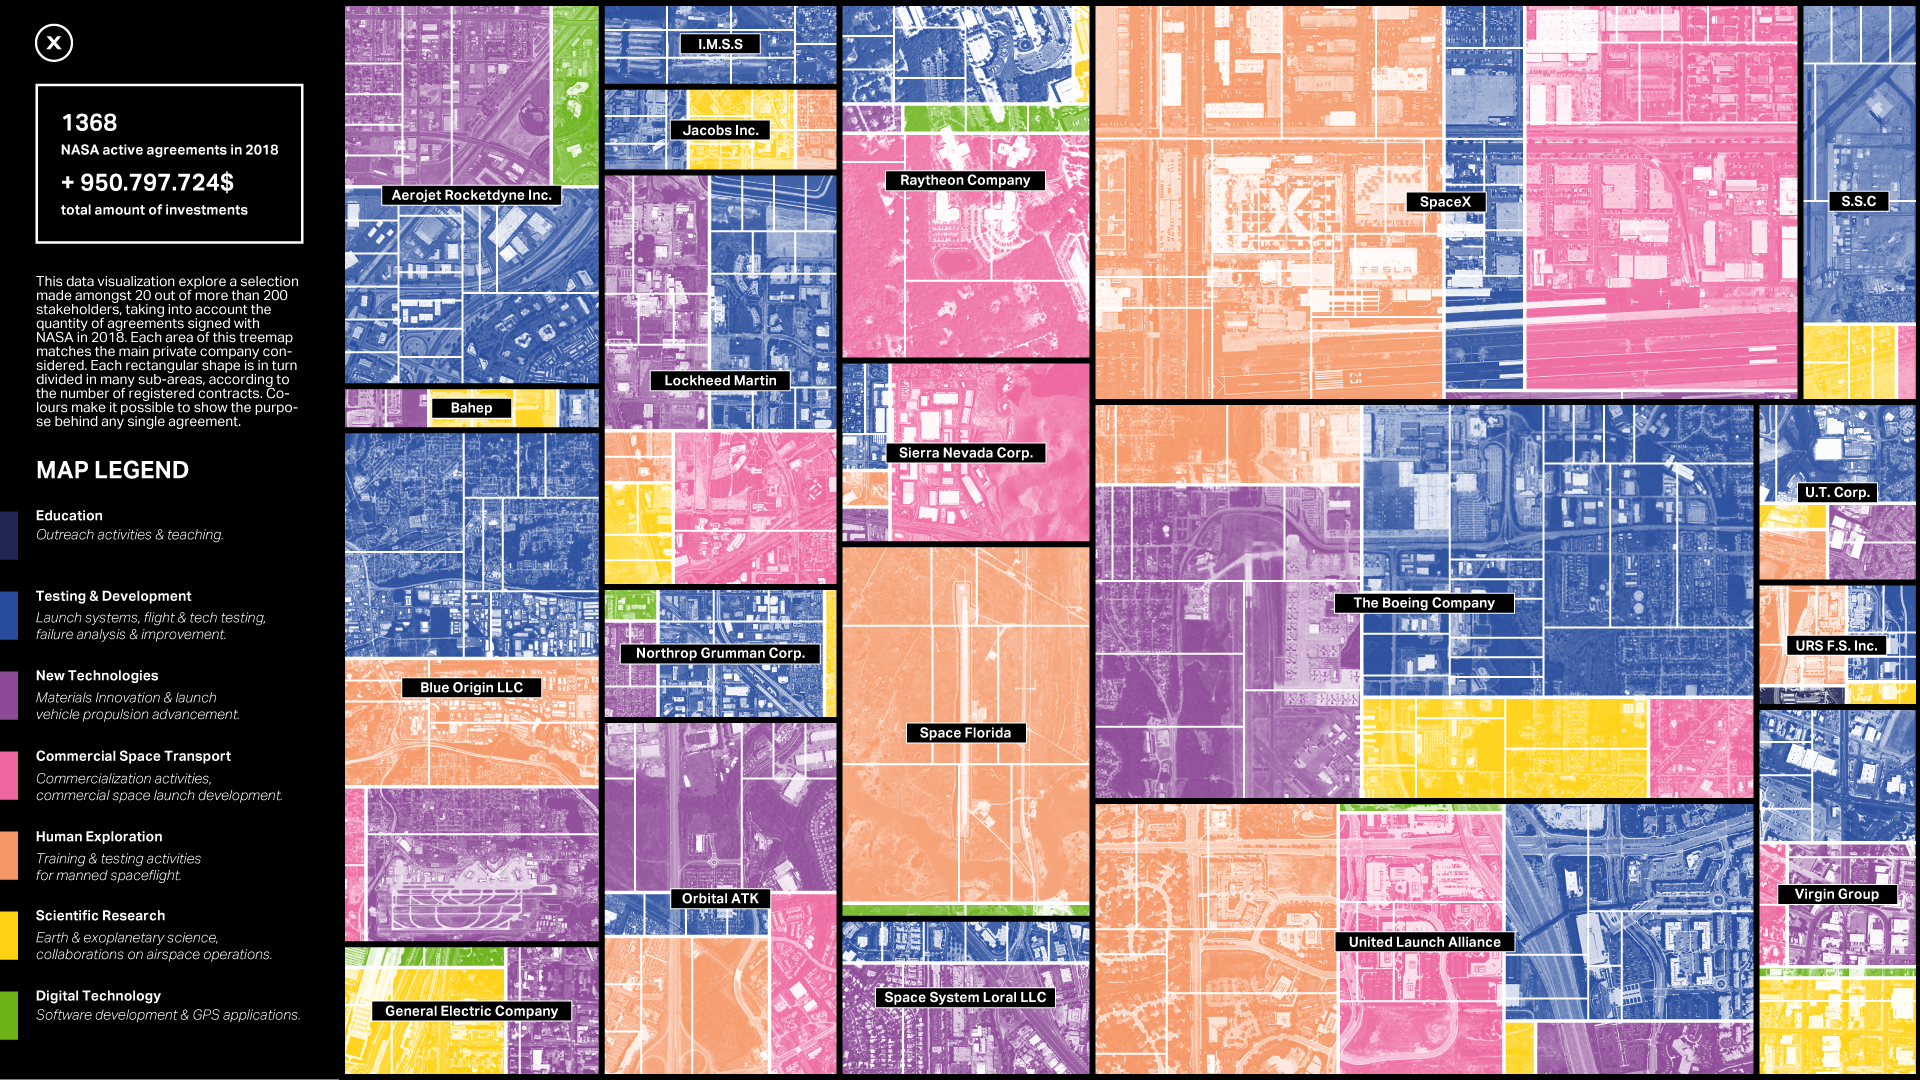 X
1368
NASA active agreements in 2018
+ 950.797.724$
total amount of investments
This data visualization explore a selection
made amongst 20 out of more than 200
stakeholders, taking into account the
quantity of agreements signed with
NASA in 2018. Each area of this treemap
matches the main private company con-
sidered. Each rectangular shape is in turn
divided in many sub-areas, according to
the number of registered contracts. Co-
lours make it possible to show the purpo-
se behind any single agreement.
MAP LEGEND
Education
Outreach activities & teaching.
Testing & Development
Launch systems, flight & tech testing,
failure analysis & improvement.
New Technologies
Materials Innovation & launch
vehicle propulsion advancement.
Commercial Space Transport
Commercialization activities,
commercial space launch development.
Human Exploration
Training & testing activities
for manned spaceflight.
Scientific Research
Earth & exoplanetary science,
collaborations on airspace operations.
Digital Technology
Software development & GPS applications.
Aerojet Rocketdyne Inc.
Bahep
Blue Origin LLC
General Electric Company
I.M.S.S
Jacobs Inc.
Lockheed Martin
Northrop Grumman Corp.
Orbital ATK
Raytheon Company
Sierra Nevada Corp.
Space Florida
Space System Loral LLC
SpaceX
X
TESLA
25
The Boeing Company
United Launch Alliance
S.S.C
U.T. Corp.
URS F.S. Inc.
Virgin Group